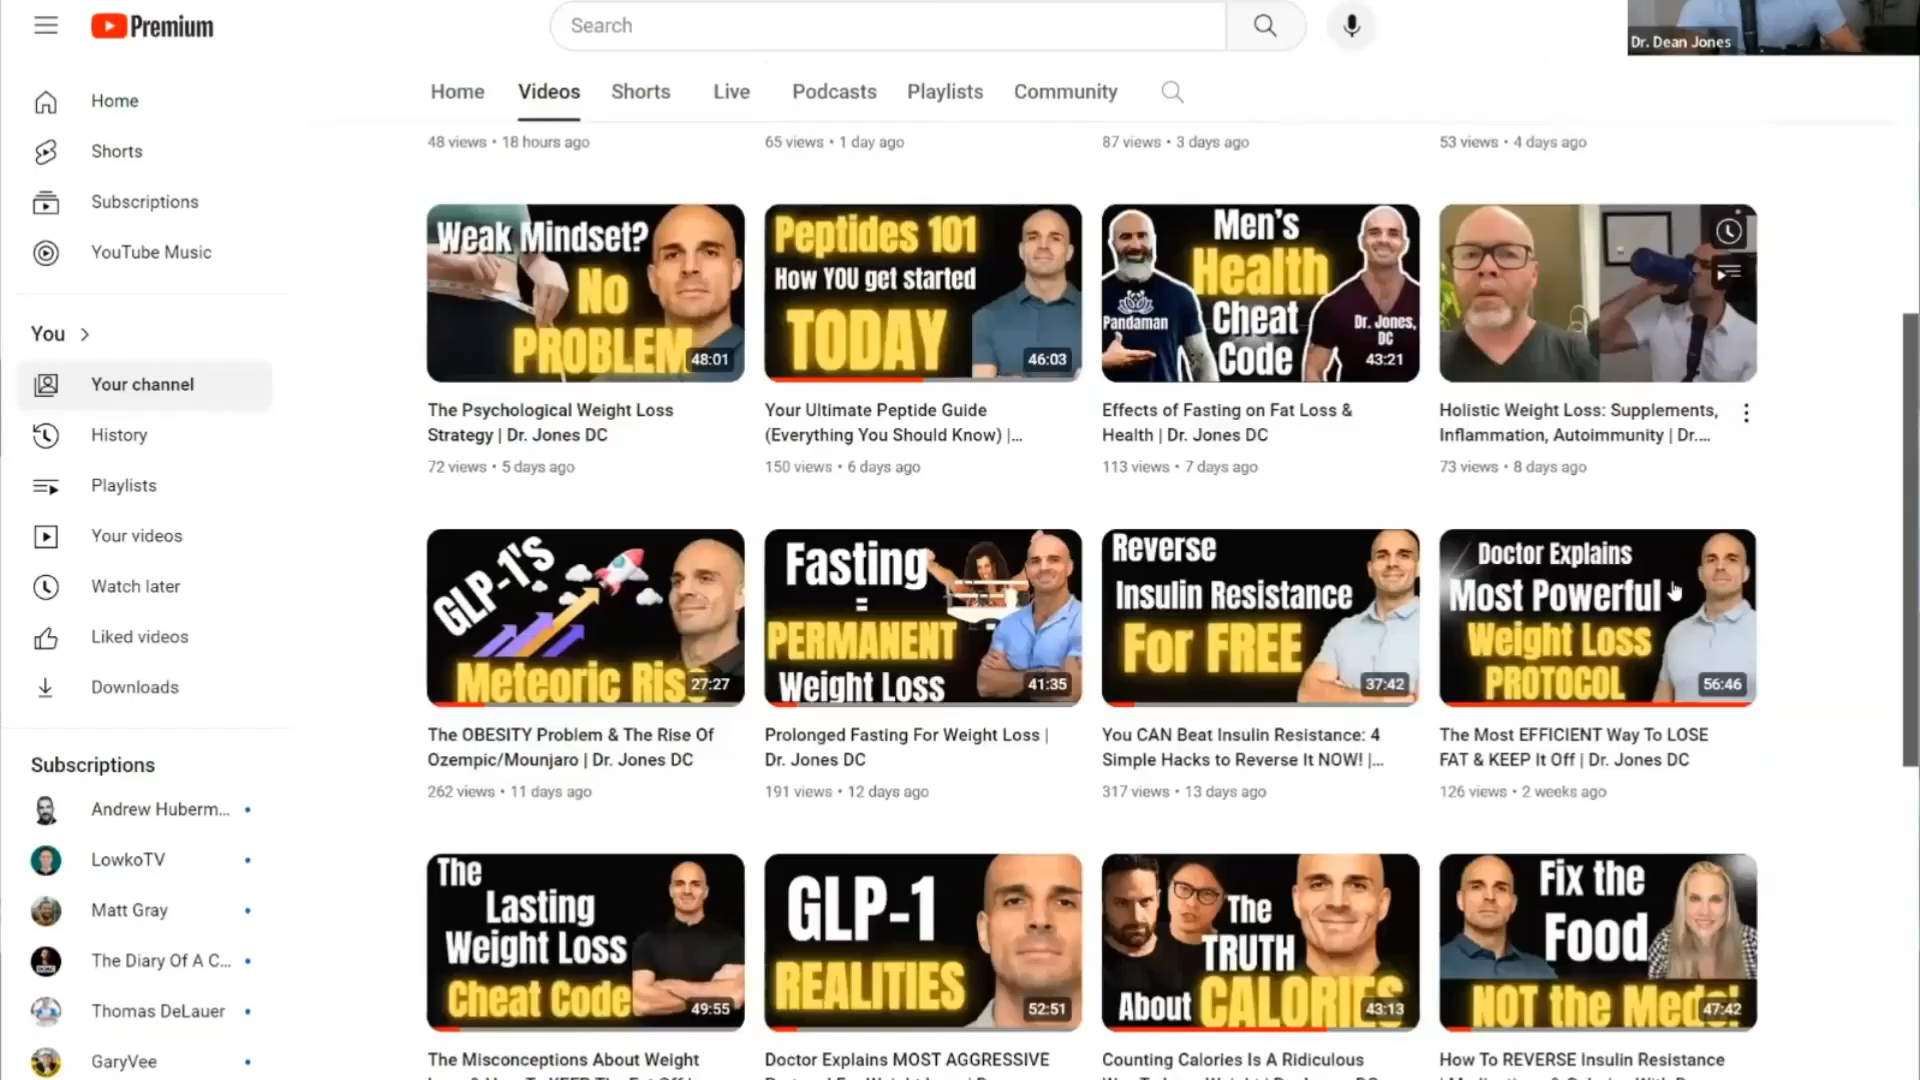 Premium
Search
Dr. Dean Jones
Home
Videos
Shorts
Live
Podcasts
Playlists
Community
Home
Shorts
Subscriptions
YouTube Music
You
Your channel
History
Playlists
Your videos
Watch later
Liked videos
Downloads
Subscriptions
Andrew Huberm...
LowkoTV
Matt Gray
The Diary Of A C...
Thomas DeLauer
GaryVee
48 views • 18 hours ago
65 views • 1 day ago
87 views • 3 days ago
53 views • 4 days ago
Weak Mindset?
NO
PROBLEM
48:01
The Psychological Weight Loss
Strategy | Dr. Jones DC
72 views • 5 days ago
Peptides 101
How YOU get started
TODAY
46:03
Your Ultimate Peptide Guide
(Everything You Should Know) |...
150 views • 6 days ago
Men's
Health
Cheat
Code
Pandaman
Dr. Jones,
DC
43:21
Effects of Fasting on Fat Loss &
Health | Dr. Jones DC
113 views • 7 days ago
Holistic Weight Loss: Supplements,
Inflammation, Autoimmunity | Dr....
73 views • 8 days ago
GLP-1'S
Meteoric Ris
27:27
The OBESITY Problem & The Rise Of
Ozempic/Mounjaro | Dr. Jones DC
262 views • 11 days ago
Fasting
=
PERMANENT
Weight Loss
41:35
Prolonged Fasting For Weight Loss |
Dr. Jones DC
191 views • 12 days ago
Reverse
Insulin Resistance
For FREE
37:42
You CAN Beat Insulin Resistance: 4
Simple Hacks to Reverse It NOW! |...
317 views • 13 days ago
Doctor Explains
Most Powerful
Weight Loss
PROTOCOL
56:46
The Most EFFICIENT Way To LOSE
FAT & KEEP It Off | Dr. Jones DC
126 views • 2 weeks ago
The
Lasting
Weight Loss
Cheat Code
49:55
The Misconceptions About Weight
GLP-1
REALITIES
52:51
Doctor Explains MOST AGGRESSIVE
The
TRUTH
About CALORIES
43:13
Counting Calories Is A Ridiculous
Fix the
Food
NOT the Meds!
47:42
How To REVERSE Insulin Resistance